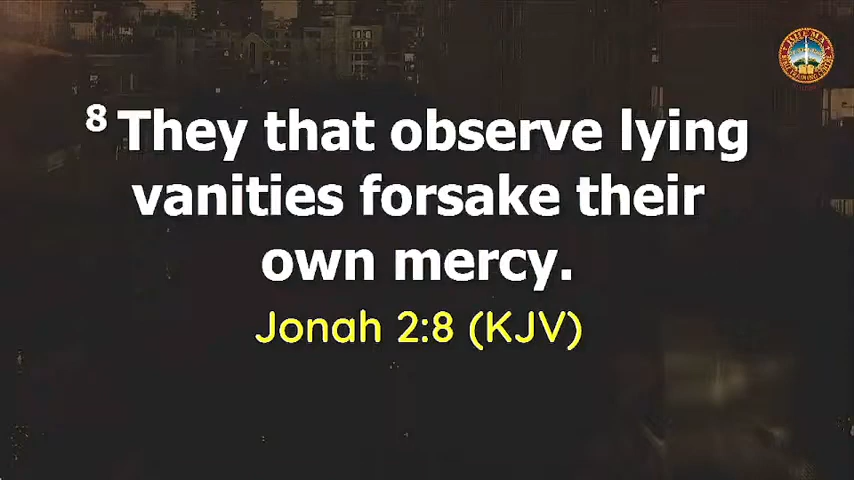 8 They that observe lying
vanities forsake their
own mercy.
Jonah 2:8 (KJV)